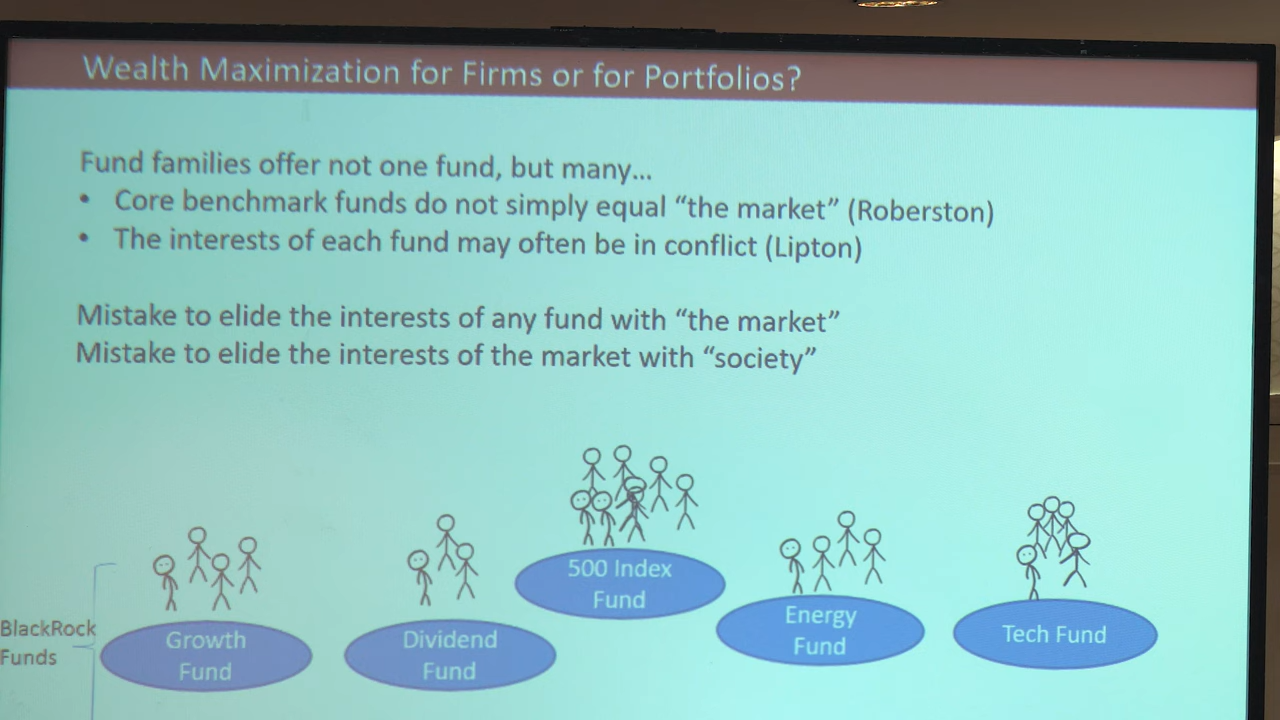 Wealth Maximization for Firms or for Portfolios?
Fund families offer not one fund, but many...
• Core benchmark funds do not simply equal “the market” (Roberston)
• The interests of each fund may often be in conflict (Lipton)
Mistake to elide the interests of any fund with “the market”
Mistake to elide the interests of the market with “society”
500 Index
Fund
BlackRock
Funds
Growth
Fund
Dividend
Fund
Energy
Fund
Tech Fund